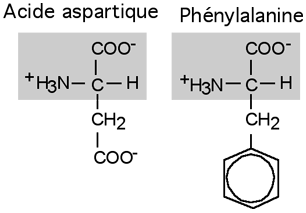 Acide aspartique Phénylalanine
COO⁻ COO⁻
⁺H3N C H ⁺H3N C H
CH2 CH2
COO⁻